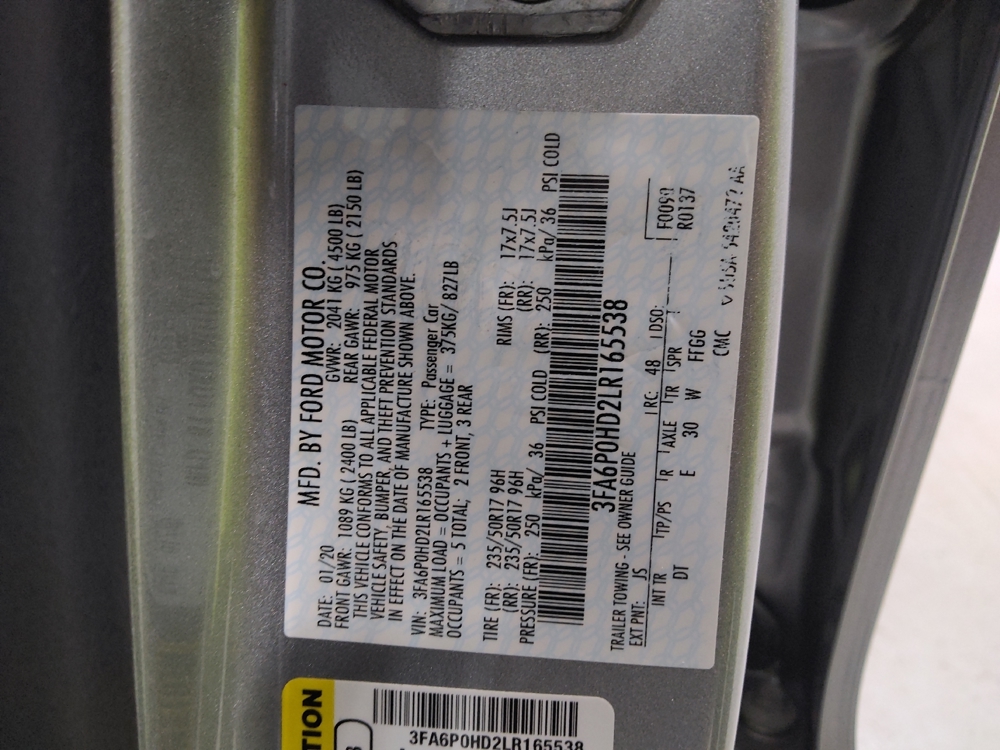 MFD. BY FORD MOTOR CO.
DATE: 01/20 GVWR: 2041 KG ( 4500 LB)
FRONT GAWR: 1089 KG ( 2400 LB) REAR GAWR: 975 KG ( 2150 LB)
THIS VEHICLE CONFORMS TO ALL APPLICABLE FEDERAL MOTOR
VEHICLE SAFETY, BUMPER, AND THEFT PREVENTION STANDARDS
IN EFFECT ON THE DATE OF MANUFACTURE SHOWN ABOVE.
VIN: 3FA6P0HD2LR165538 TYPE: Passenger Car
MAXIMUM LOAD = OCCUPANTS + LUGGAGE = 375KG/ 827LB
OCCUPANTS = 5 TOTAL; 2 FRONT, 3 REAR
TIRE (FR): 235/50R17 96H RIMS (FR): 17x7.5J
(RR): 235/50R17 96H (RR): 17x7.5J
PRESSURE (FR): 250 kPa/ 36 PSI COLD (RR): 250 kPa/ 36 PSI COLD
3FA6P0HD2LR165538
TRAILER TOWING - SEE OWNER GUIDE
EXT PNT: JS RC: 48 DSO: R0137
INT TR TP/PS R AXLE TR SPR
DT E 30 W FFGG
CMC
TION
3FA6P0HD2LR165538